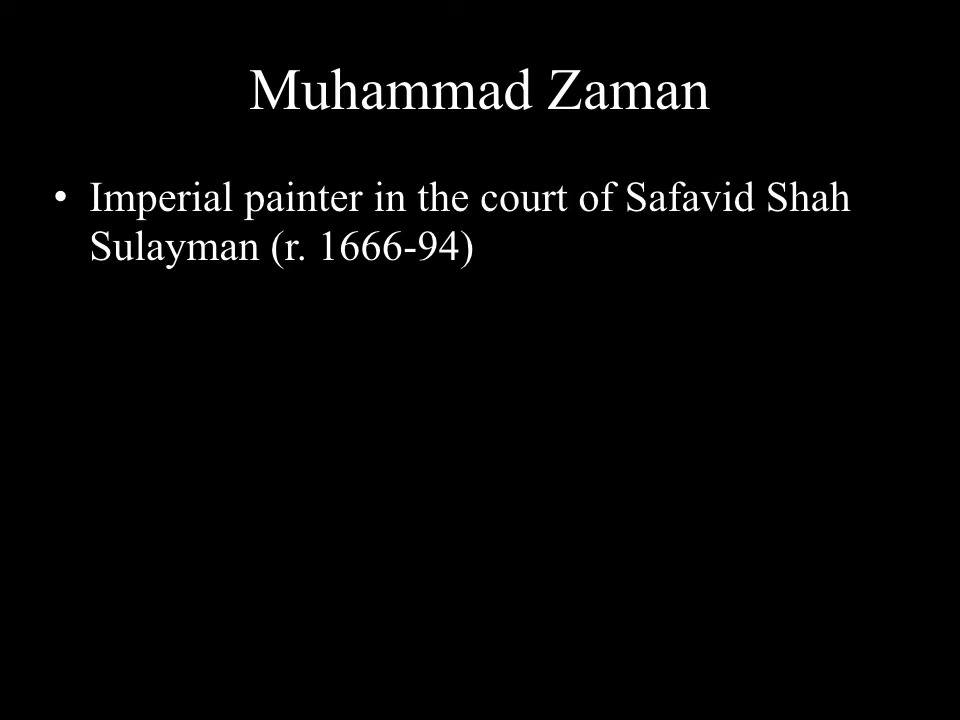 Muhammad Zaman
• Imperial painter in the court of Safavid Shah
Sulayman (r. 1666-94)